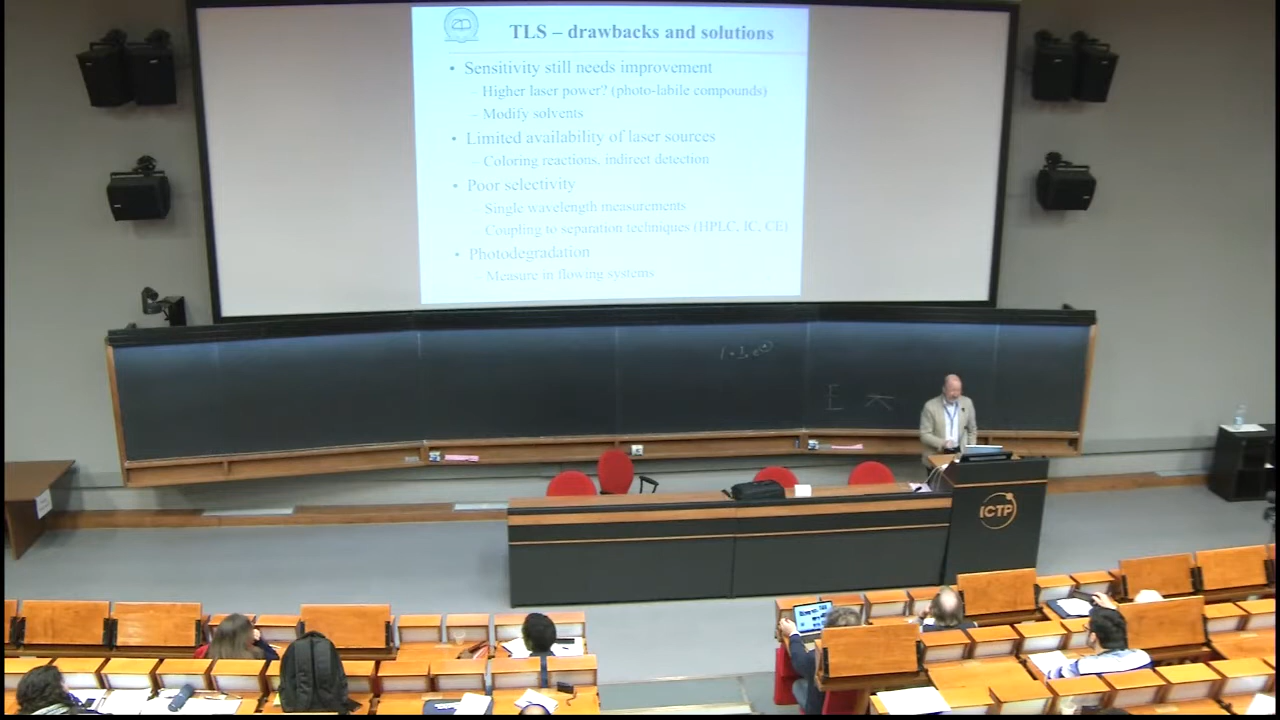 TLS – drawbacks and solutions
• Sensitivity still needs improvement
– Higher laser power? (photo-labile compounds)
– Modify solvents
• Limited availability of laser sources
– Coloring reactions, indirect detection
• Poor selectivity
– Single wavelength measurements
– Coupling to separation techniques (HPLC, IC, CE)
• Photodegradation
– Measure in flowing systems
E
ICTP